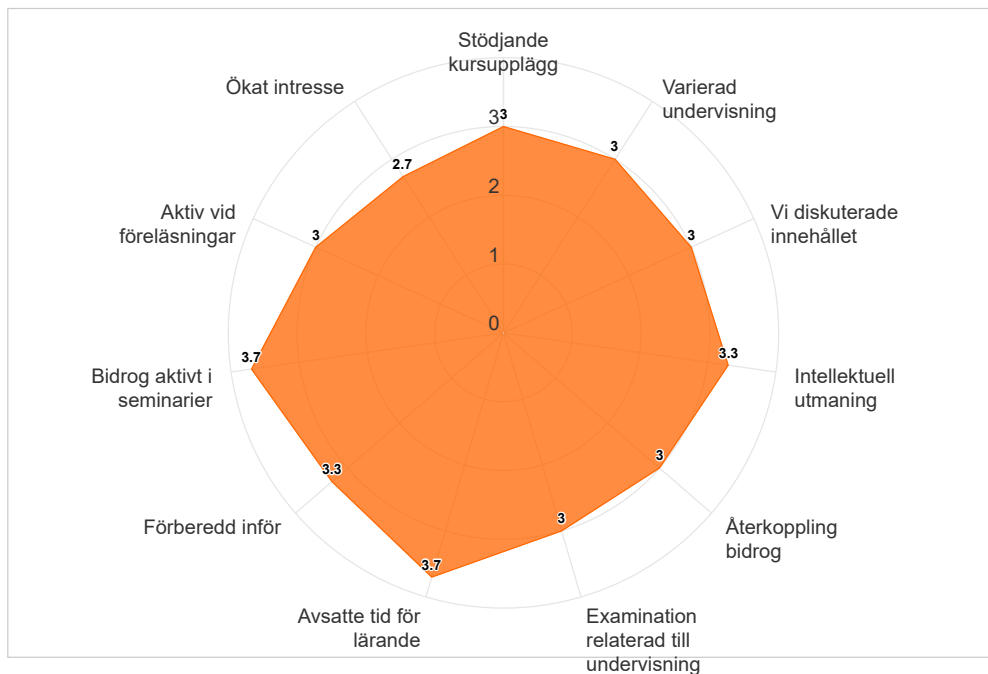 Stödjande
kursupplägg
Varierad
undervisning
Vi diskuterade
innehållet
Intellektuell
utmaning
Återkoppling
bidrog
Examination
relaterad till
undervisning
Avsatte tid för
lärande
Förberedd inför
Bidrog aktivt i
seminarier
Aktiv vid
föreläsningar
Ökat intresse
3
2
1
0
3
3
3
3.3
3
3
3.7
3.3
3.7
3
2.7